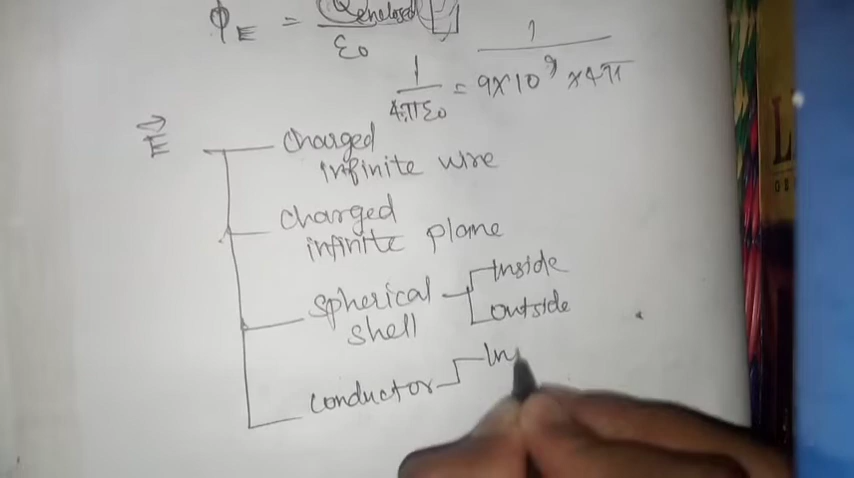 ΦE = Qenclosed / ε0
1 / 4πε0 = 1 / 9×10⁹ ×4π
E⃗
charged
infinite wire
charged
infinite plane
spherical
shell
Inside
outside
conductor
In